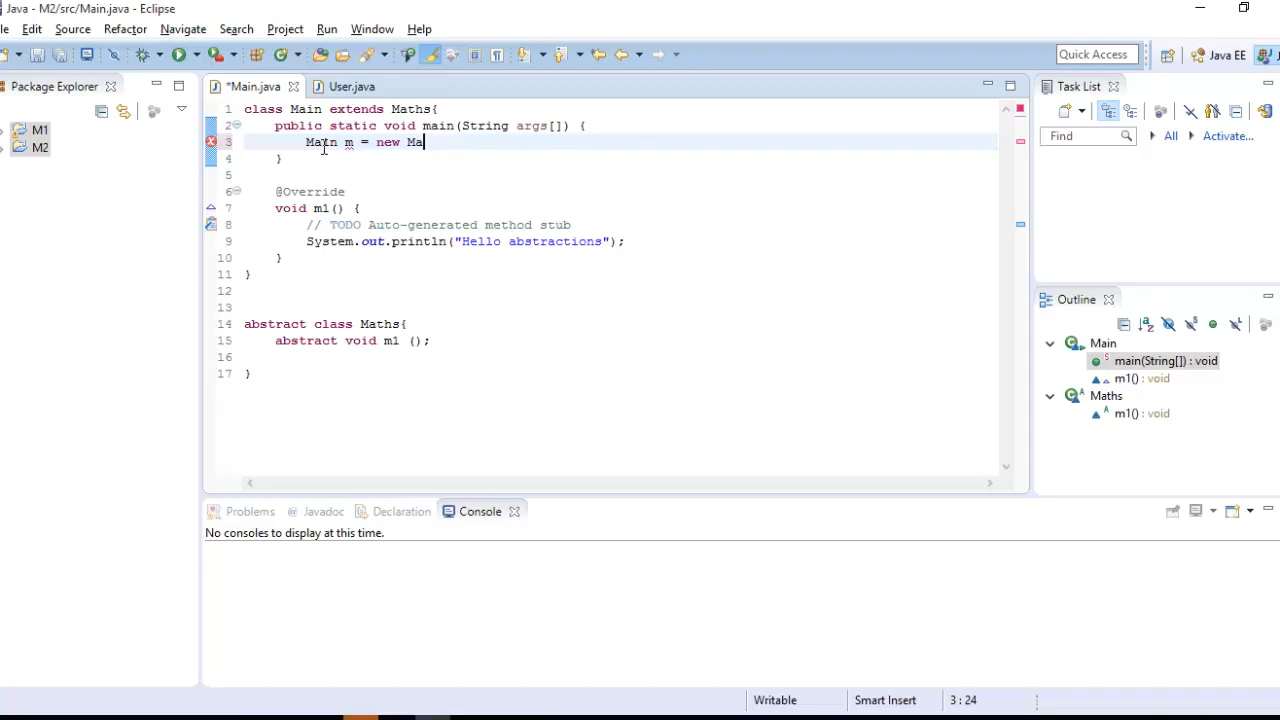 Java - M2/src/Main.java - Eclipse
le Edit Source Refactor Navigate Search Project Run Window Help
Quick Access
Java EE
Package Explorer
*Main.java
User.java
Task List
M1
M2
Find
All
Activate...
1 class Main extends Maths{
2 public static void main(String args[]) {
3 Main m = new Ma
4 }
5
6 @Override
7 void m1() {
8 // TODO Auto-generated method stub
9 System.out.println("Hello abstractions");
10 }
11 }
12
13
14 abstract class Maths{
15 abstract void m1 ();
16
17 }
Outline
Main
main(String[]) : void
m1() : void
Maths
m1() : void
Problems
@ Javadoc
Declaration
Console
No consoles to display at this time.
Writable
Smart Insert
3 : 24